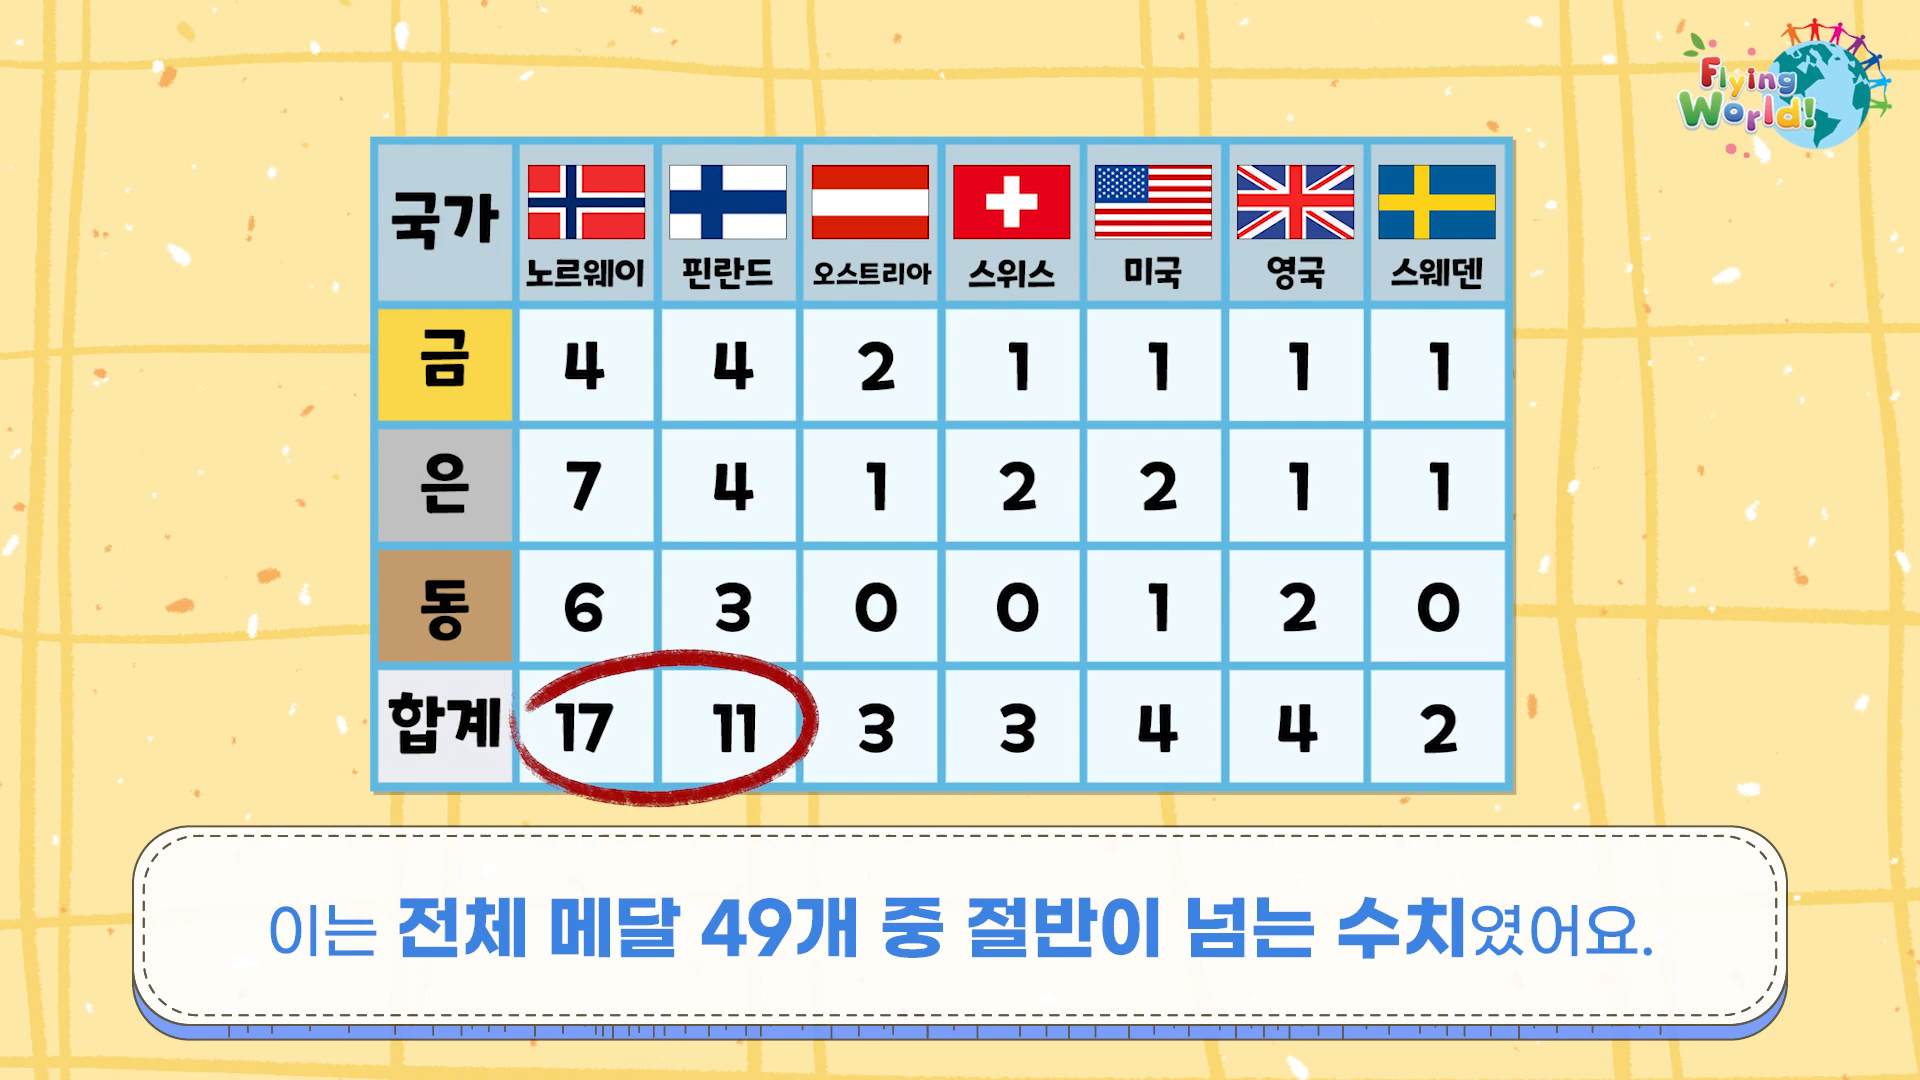 Flying
World!
국가 노르웨이 핀란드 오스트리아 스위스 미국 영국 스웨덴
금 4 4 2 1 1 1 1
은 7 4 1 2 2 1 1
동 6 3 0 0 1 2 0
합계 17 11 3 3 4 4 2
이는 전체 메달 49개 중 절반이 넘는 수치였어요.